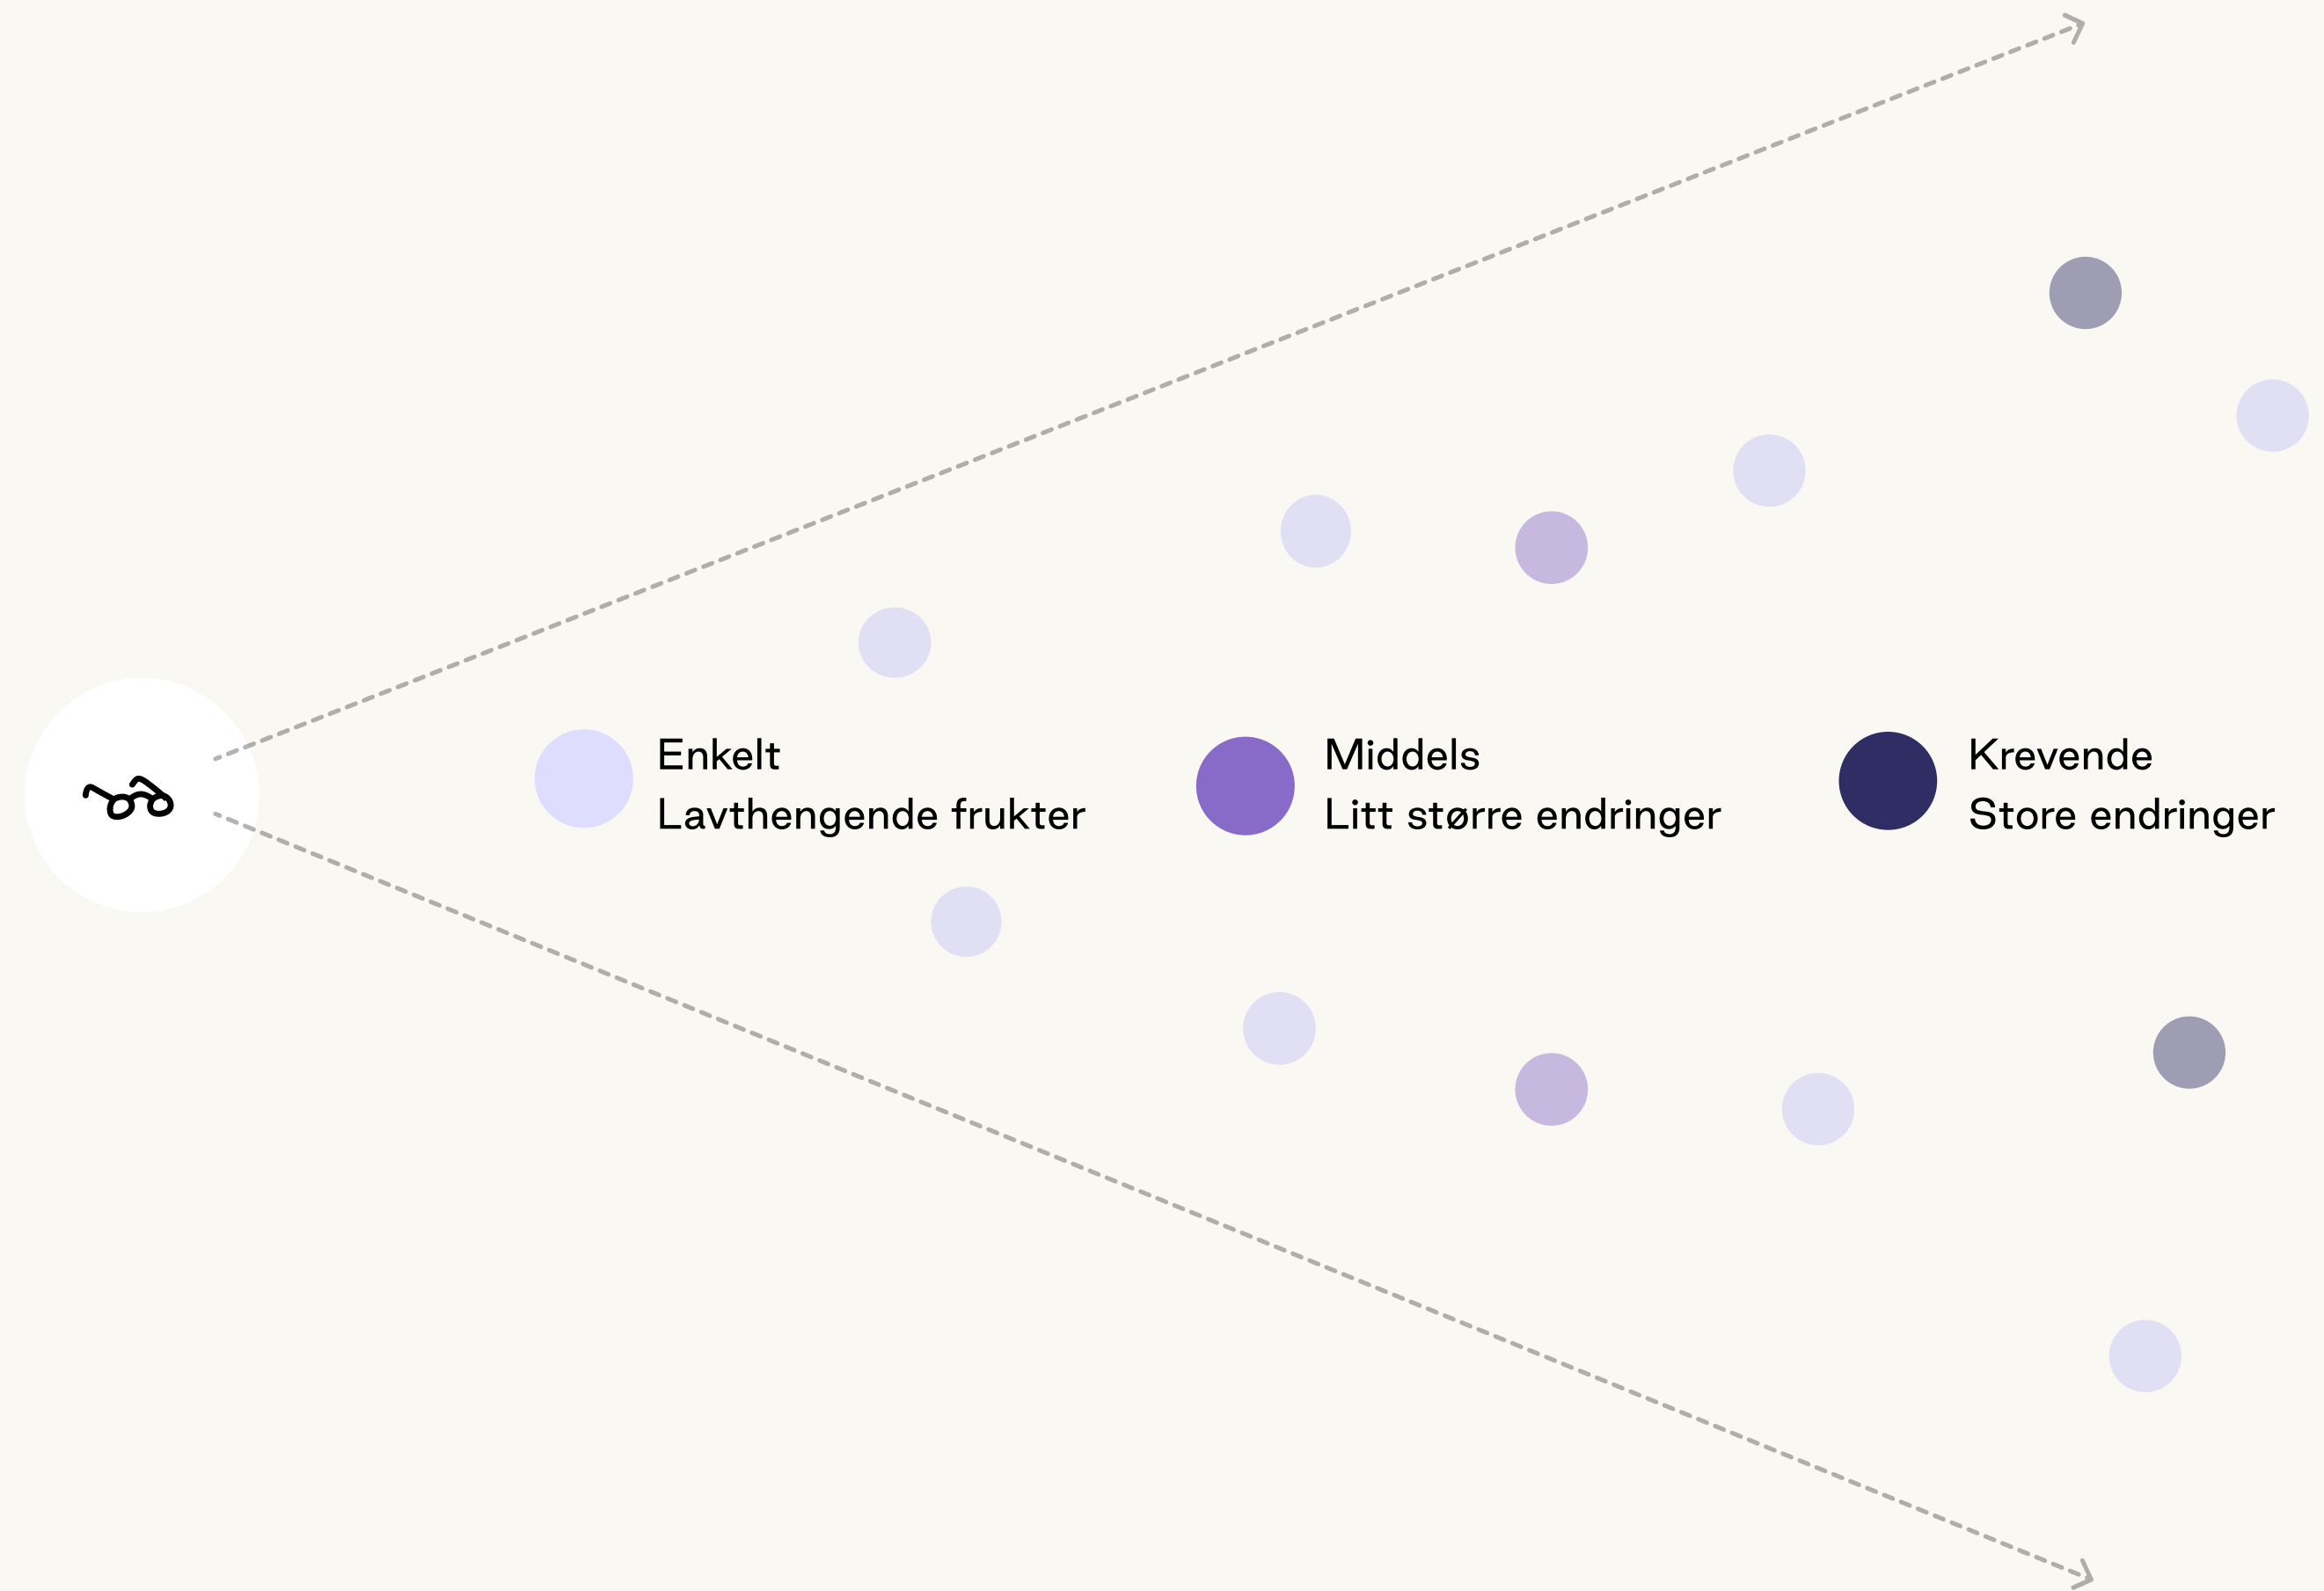 Enkelt
Lavthengende frukter
Middels
Litt større endringer
Krevende
Store endringer